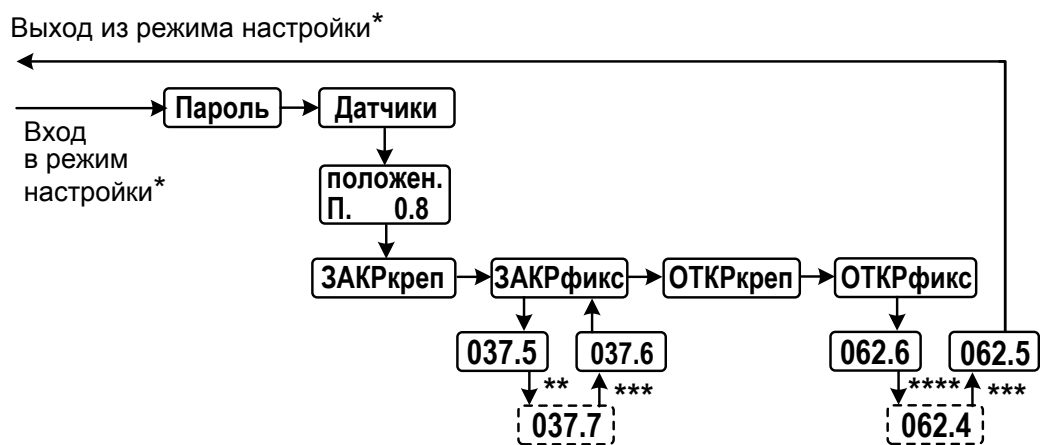 Выход из режима настройки*
Пароль
Датчики
Вход
в режим
настройки*
положен.
П. 0.8
ЗАКРкреп
ЗАКРфикс
ОТКРкреп
ОТКРфикс
037.5
037.6
062.6
062.5
**
***
****
***
037.7
062.4